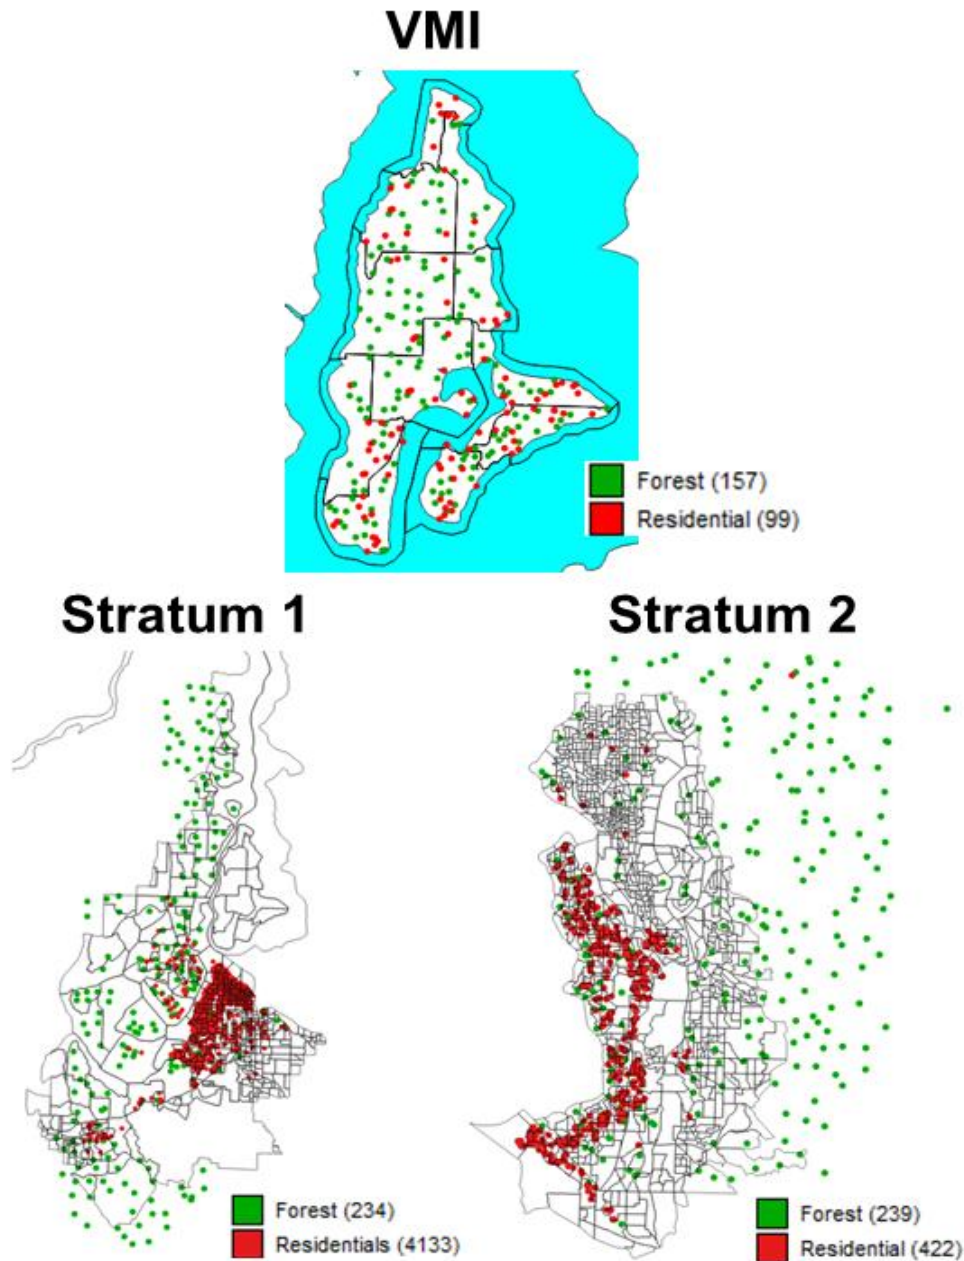 VMI
Forest (157)
Residential (99)
Stratum 1
Stratum 2
Forest (234)
Residentials (4133)
Forest (239)
Residential (422)